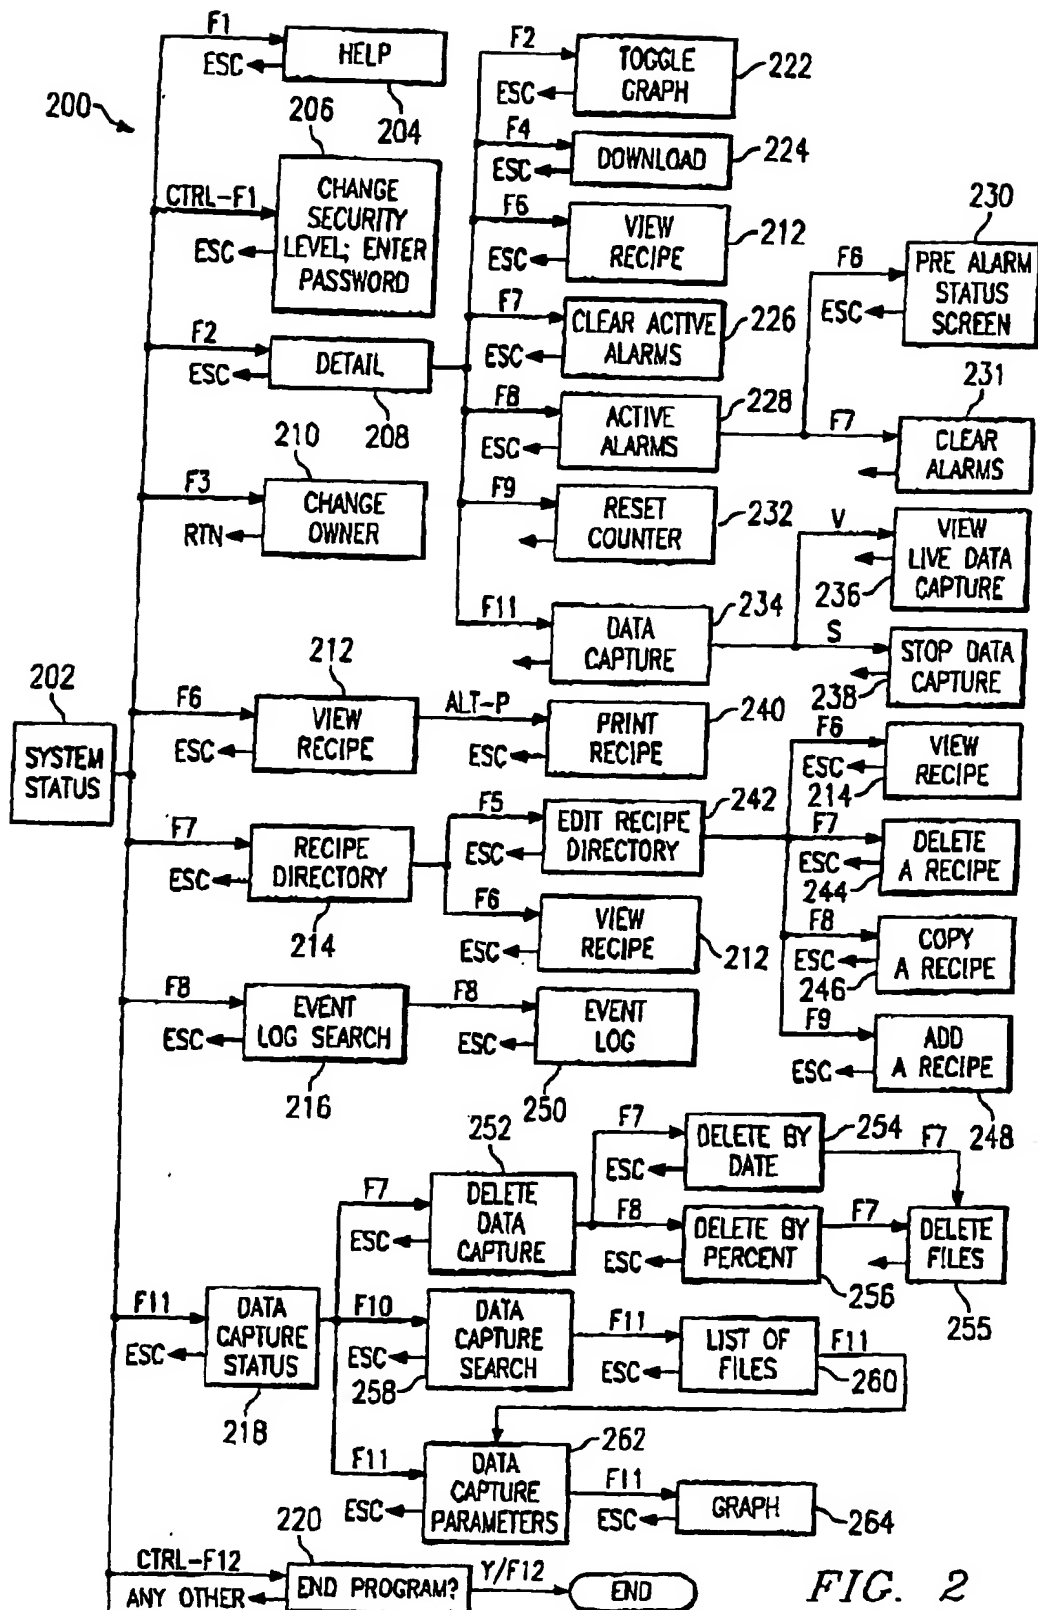 200
F1
ESC
HELP
204
206
CTRL-F1
ESC
CHANGE
SECURITY
LEVEL; ENTER
PASSWORD
F2
ESC
DETAIL
208
210
F3
RTN
CHANGE
OWNER
F2
ESC
TOGGLE
GRAPH
222
F4
ESC
DOWNLOAD
224
F6
ESC
VIEW
RECIPE
212
F7
ESC
CLEAR ACTIVE
ALARMS
226
F8
ESC
ACTIVE
ALARMS
228
F9
RESET
COUNTER
232
F11
DATA
CAPTURE
234
230
F6
ESC
PRE ALARM
STATUS
SCREEN
231
F7
CLEAR
ALARMS
V
VIEW
LIVE DATA
CAPTURE
236
S
STOP DATA
CAPTURE
238
202
SYSTEM
STATUS
212
F6
ESC
VIEW
RECIPE
ALT-P
ESC
PRINT
RECIPE
240
F7
ESC
RECIPE
DIRECTORY
214
F5
ESC
EDIT RECIPE
DIRECTORY
242
F6
ESC
VIEW
RECIPE
212
F6
ESC
VIEW
RECIPE
214
F7
ESC
DELETE
A RECIPE
244
F8
ESC
COPY
A RECIPE
246
F9
ESC
ADD
A RECIPE
248
F8
ESC
EVENT
LOG SEARCH
216
F8
ESC
EVENT
LOG
250
F11
ESC
DATA
CAPTURE
STATUS
218
252
F7
ESC
DELETE
DATA
CAPTURE
F7
ESC
DELETE BY
DATE
254
F7
F8
ESC
DELETE BY
PERCENT
256
F7
DELETE
FILES
255
F10
ESC
258
DATA
CAPTURE
SEARCH
F11
ESC
LIST OF
FILES
F11
260
F11
ESC
DATA
CAPTURE
PARAMETERS
262
F11
ESC
GRAPH
264
CTRL-F12
ANY OTHER
220
END PROGRAM?
Y/F12
END
FIG. 2